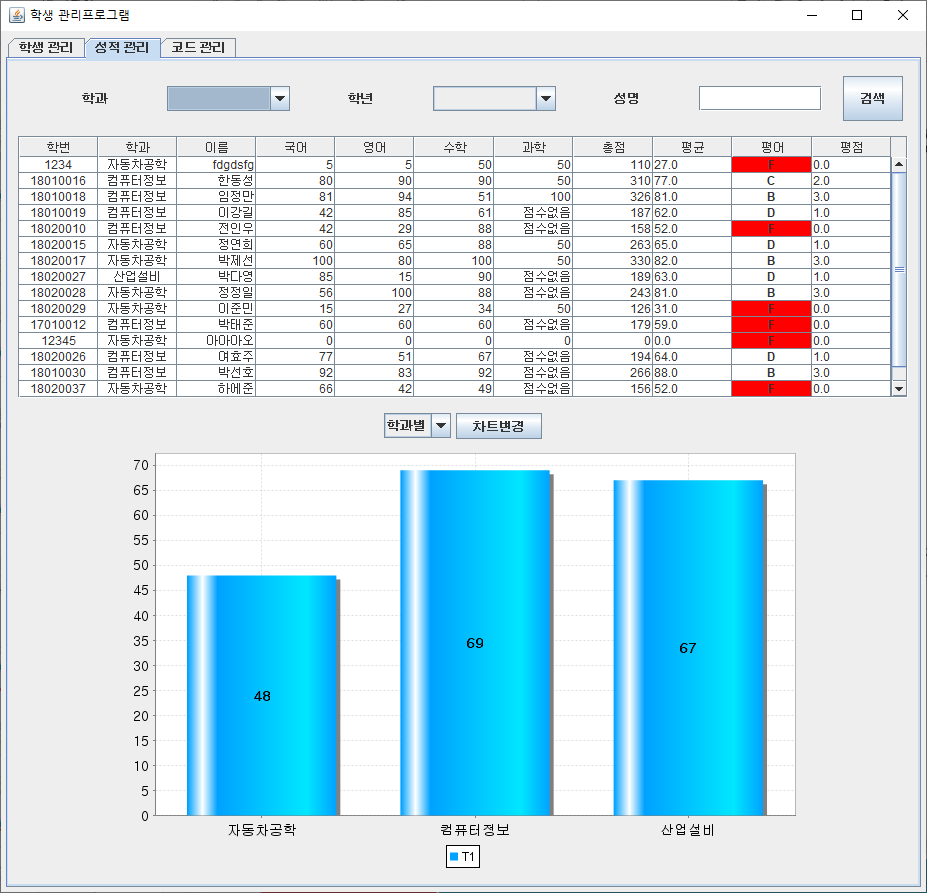 학생 관리프로그램
학생 관리 성적 관리 코드 관리
학과 학년 성명 검색
학번 학과 이름 국어 영어 수학 과학 총점 평균 평어 평점
1234 자동차공학 fdgdsfg 5 5 50 50 110 27.0 F 0.0
18010016 컴퓨터정보 한동성 80 90 90 50 310 77.0 C 2.0
18010018 컴퓨터정보 임정만 81 94 51 100 326 81.0 B 3.0
18010019 컴퓨터정보 이강길 42 85 61 점수없음 187 62.0 D 1.0
18020010 컴퓨터정보 전인우 42 29 88 점수없음 158 52.0 F 0.0
18020015 자동차공학 정연희 60 65 88 50 263 65.0 D 1.0
18020017 자동차공학 박제선 100 80 100 50 330 82.0 B 3.0
18020027 산업설비 박다영 85 15 90 점수없음 189 63.0 D 1.0
18020028 자동차공학 정정일 56 100 88 점수없음 243 81.0 B 3.0
18020029 자동차공학 이준민 15 27 34 50 126 31.0 F 0.0
17010012 컴퓨터정보 박태준 60 60 60 점수없음 179 59.0 F 0.0
12345 자동차공학 아마아오 0 0 0 0 0 0.0 F 0.0
18020026 컴퓨터정보 여효주 77 51 67 점수없음 194 64.0 D 1.0
18010030 컴퓨터정보 박선호 92 83 92 점수없음 266 88.0 B 3.0
18020037 자동차공학 하예준 66 42 49 점수없음 156 52.0 F 0.0
학과별 차트변경
70
65
60
55
50
45
40
35
30
25
20
15
10
5
0
48
69
67
자동차공학 컴퓨터정보 산업설비
T1